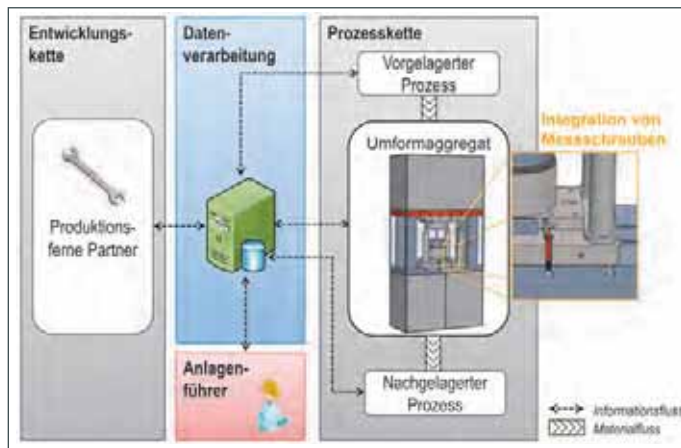 Entwicklungs-
kette
Daten-
verarbeitung
Prozesskette
Vorgelagerter
Prozess
Integration von
Messschrauben
Umformaggregat
Produktions-
ferne Partner
Anlagen-
führer
Nachgelagerter
Prozess
Informationsfluss
Materialfluss